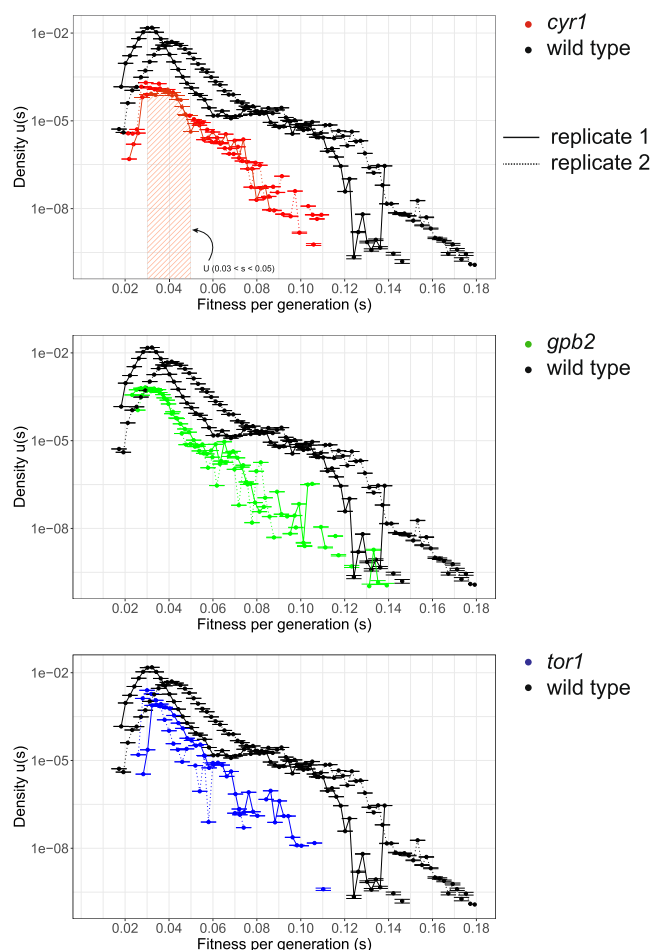 cyr1
wild type
replicate 1
replicate 2
Density u(s)
1e−02
1e−05
1e−08
U (0.03 < s < 0.05)
0.02 0.04 0.06 0.08 0.10 0.12 0.14 0.16 0.18
Fitness per generation (s)
gpb2
wild type
Density u(s)
1e−02
1e−05
1e−08
0.02 0.04 0.06 0.08 0.10 0.12 0.14 0.16 0.18
Fitness per generation (s)
tor1
wild type
Density u(s)
1e−02
1e−05
1e−08
0.02 0.04 0.06 0.08 0.10 0.12 0.14 0.16 0.18
Fitness per generation (s)